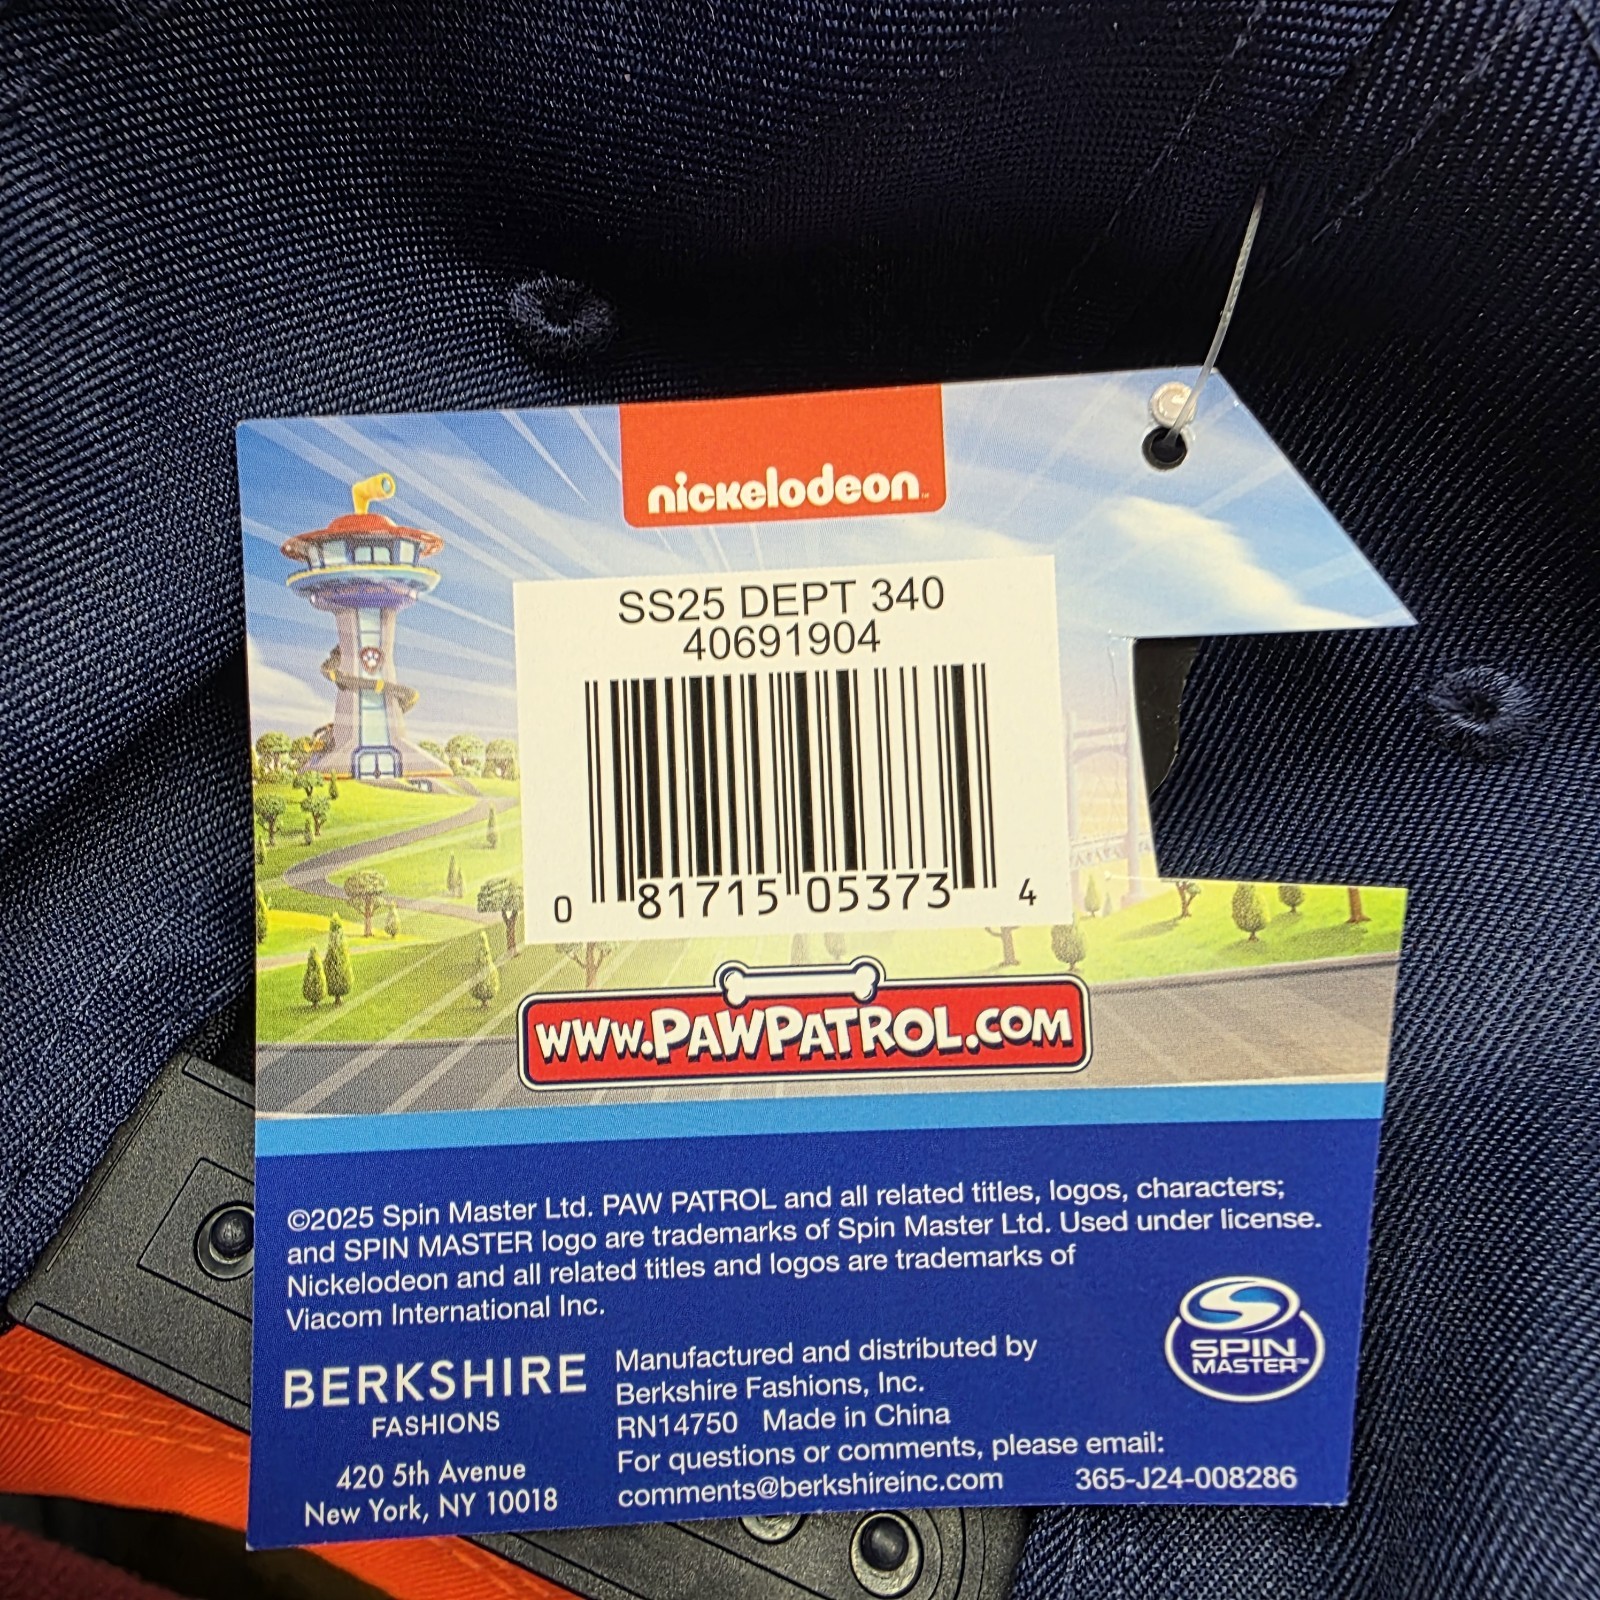 nickelodeon
SS25 DEPT 340
40691904
0 81715 05373 4
WWW.PAWPATROL.COM
©2025 Spin Master Ltd. PAW PATROL and all related titles, logos, characters;
and SPIN MASTER logo are trademarks of Spin Master Ltd. Used under license.
Nickelodeon and all related titles and logos are trademarks of
Viacom International Inc.
SPIN
MASTER™
BERKSHIRE
FASHIONS
420 5th Avenue
New York, NY 10018
Manufactured and distributed by
Berkshire Fashions, Inc.
RN14750 Made in China
For questions or comments, please email:
comments@berkshireinc.com 365-J24-008286